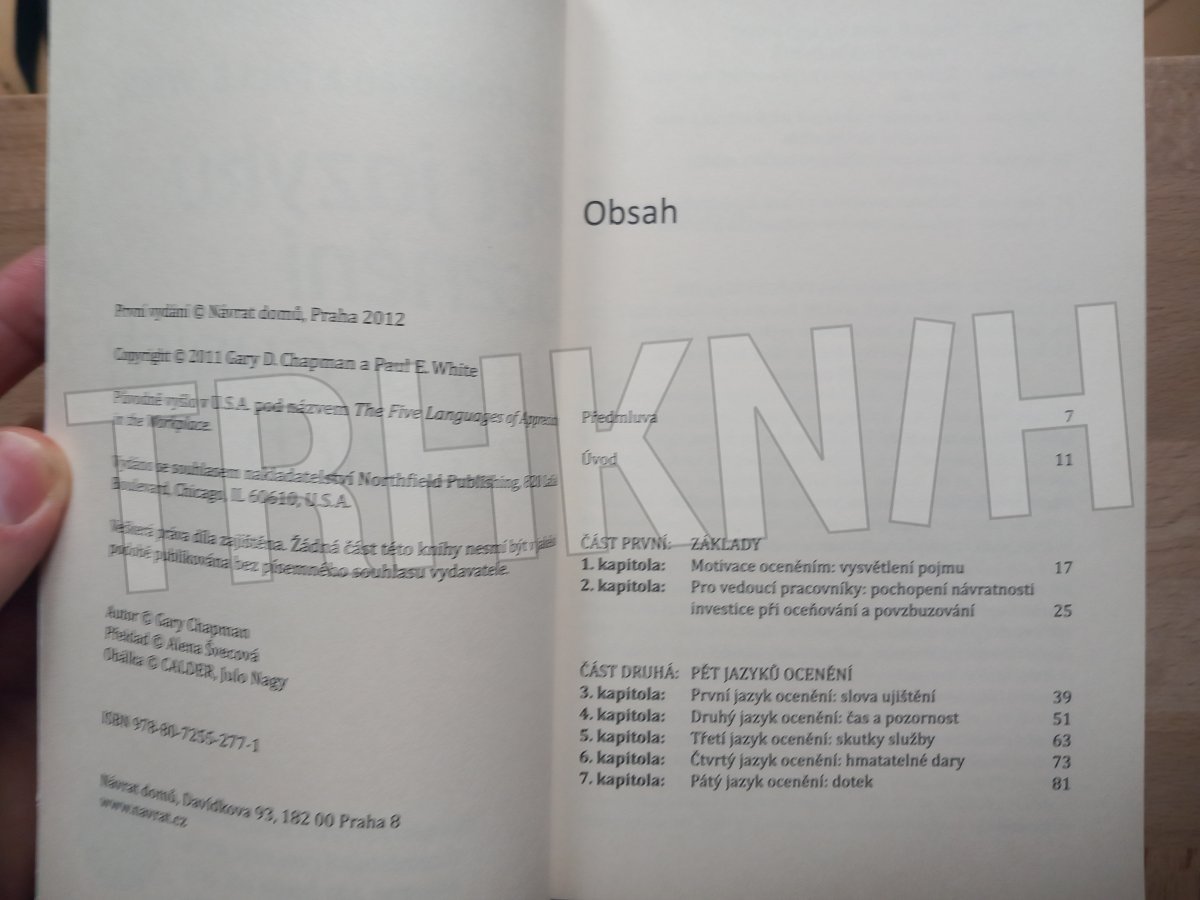 První vydání © Návrat domů, Praha 2012
Copyright © 2011 Gary D. Chapman a Paul E. White
Původně vyšlo v U.S.A. pod názvem The Five Languages of
in the Workplace.
Vydáno se souhlasem nakladatelství Northfield Publishing, 820
Boulevard, Chicago, IL 60610, U.S.A.
Veškerá práva díla zajištěna. Žádná část této knihy nesmí být
podobě publikována bez písemného souhlasu vydavatele.
Autor © Gary Chapman
Překlad © Alena Švecová
Obálka © CALDER, Julo Nagy
ISBN 978-80-7255-277-1
Návrat domů, Davídkova 93, 182 00 Praha 8
www.navrat.cz
Obsah
Předmluva 7
Úvod 11
ČÁST PRVNÍ: ZÁKLADY
1. kapitola: Motivace oceněním: vysvětlení pojmu 17
2. kapitola: Pro vedoucí pracovníky: pochopení návratnosti
investice při oceňování a povzbuzování 25
ČÁST DRUHÁ: PĚT JAZYKŮ OCENĚNÍ
3. kapitola: První jazyk ocenění: slova ujištění 39
4. kapitola: Druhý jazyk ocenění: čas a pozornost 51
5. kapitola: Třetí jazyk ocenění: skutky služby 63
6. kapitola: Čtvrtý jazyk ocenění: hmatatelné dary 73
7. kapitola: Pátý jazyk ocenění: dotek 81
TRHKNIH